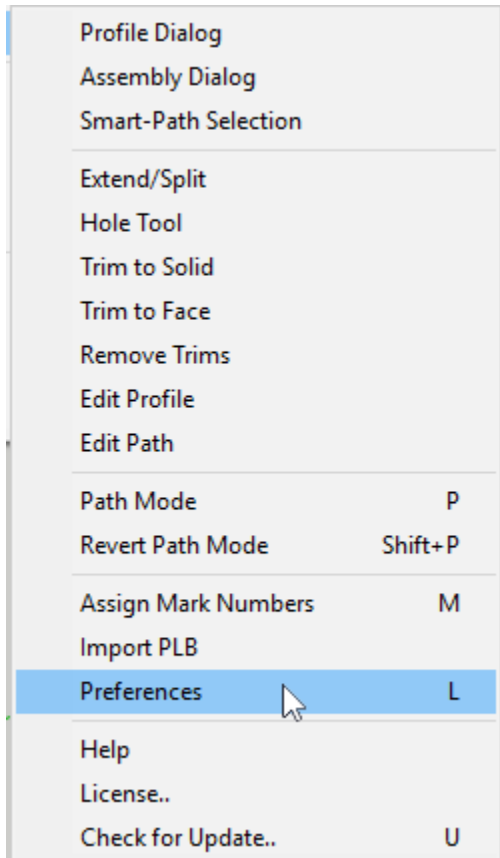 Profile Dialog
Assembly Dialog
Smart-Path Selection
Extend/Split
Hole Tool
Trim to Solid
Trim to Face
Remove Trims
Edit Profile
Edit Path
Path Mode P
Revert Path Mode Shift+P
Assign Mark Numbers M
Import PLB
Preferences L
Help
License..
Check for Update.. U